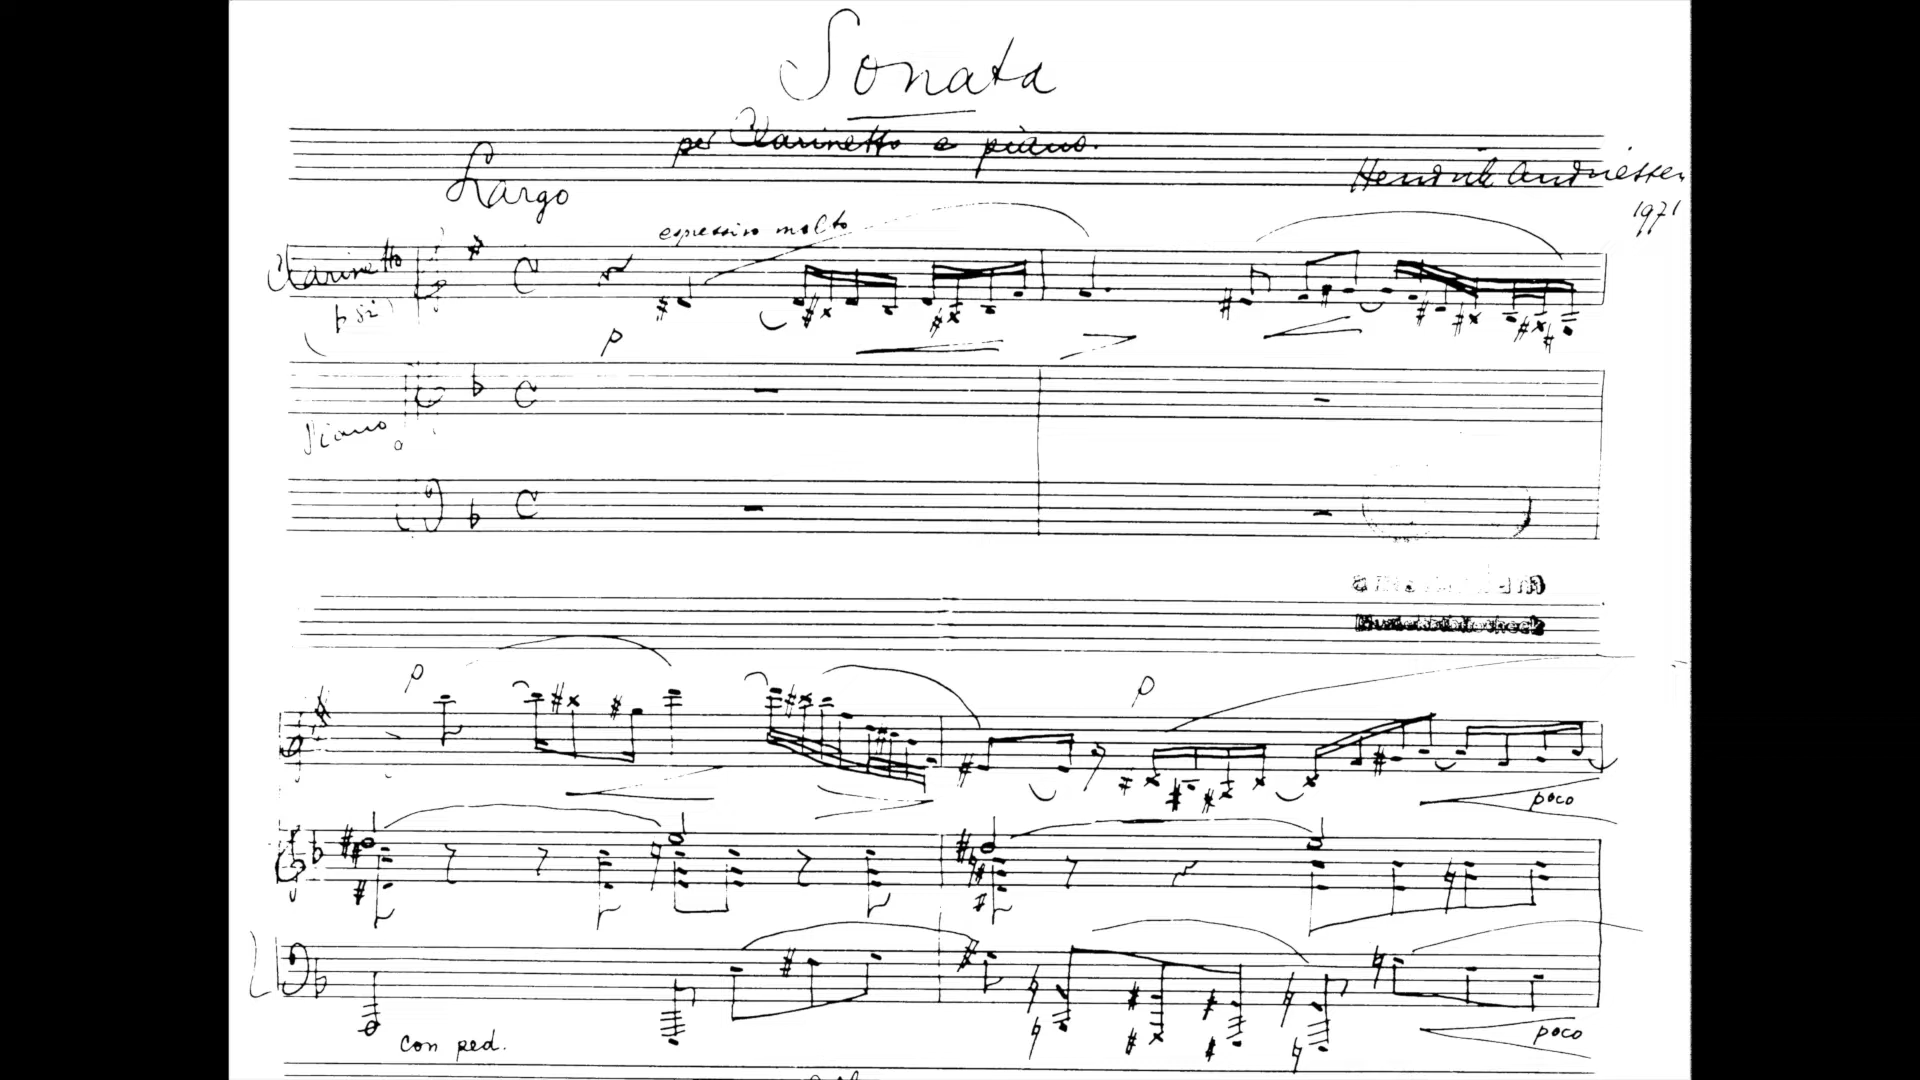 Sonata
per Clarinetto e piano.
Hendrik Andriessen
1971
Largo
espressivo molto
Clarinetto
p
Piano
p
p
poco
con ped.
poco